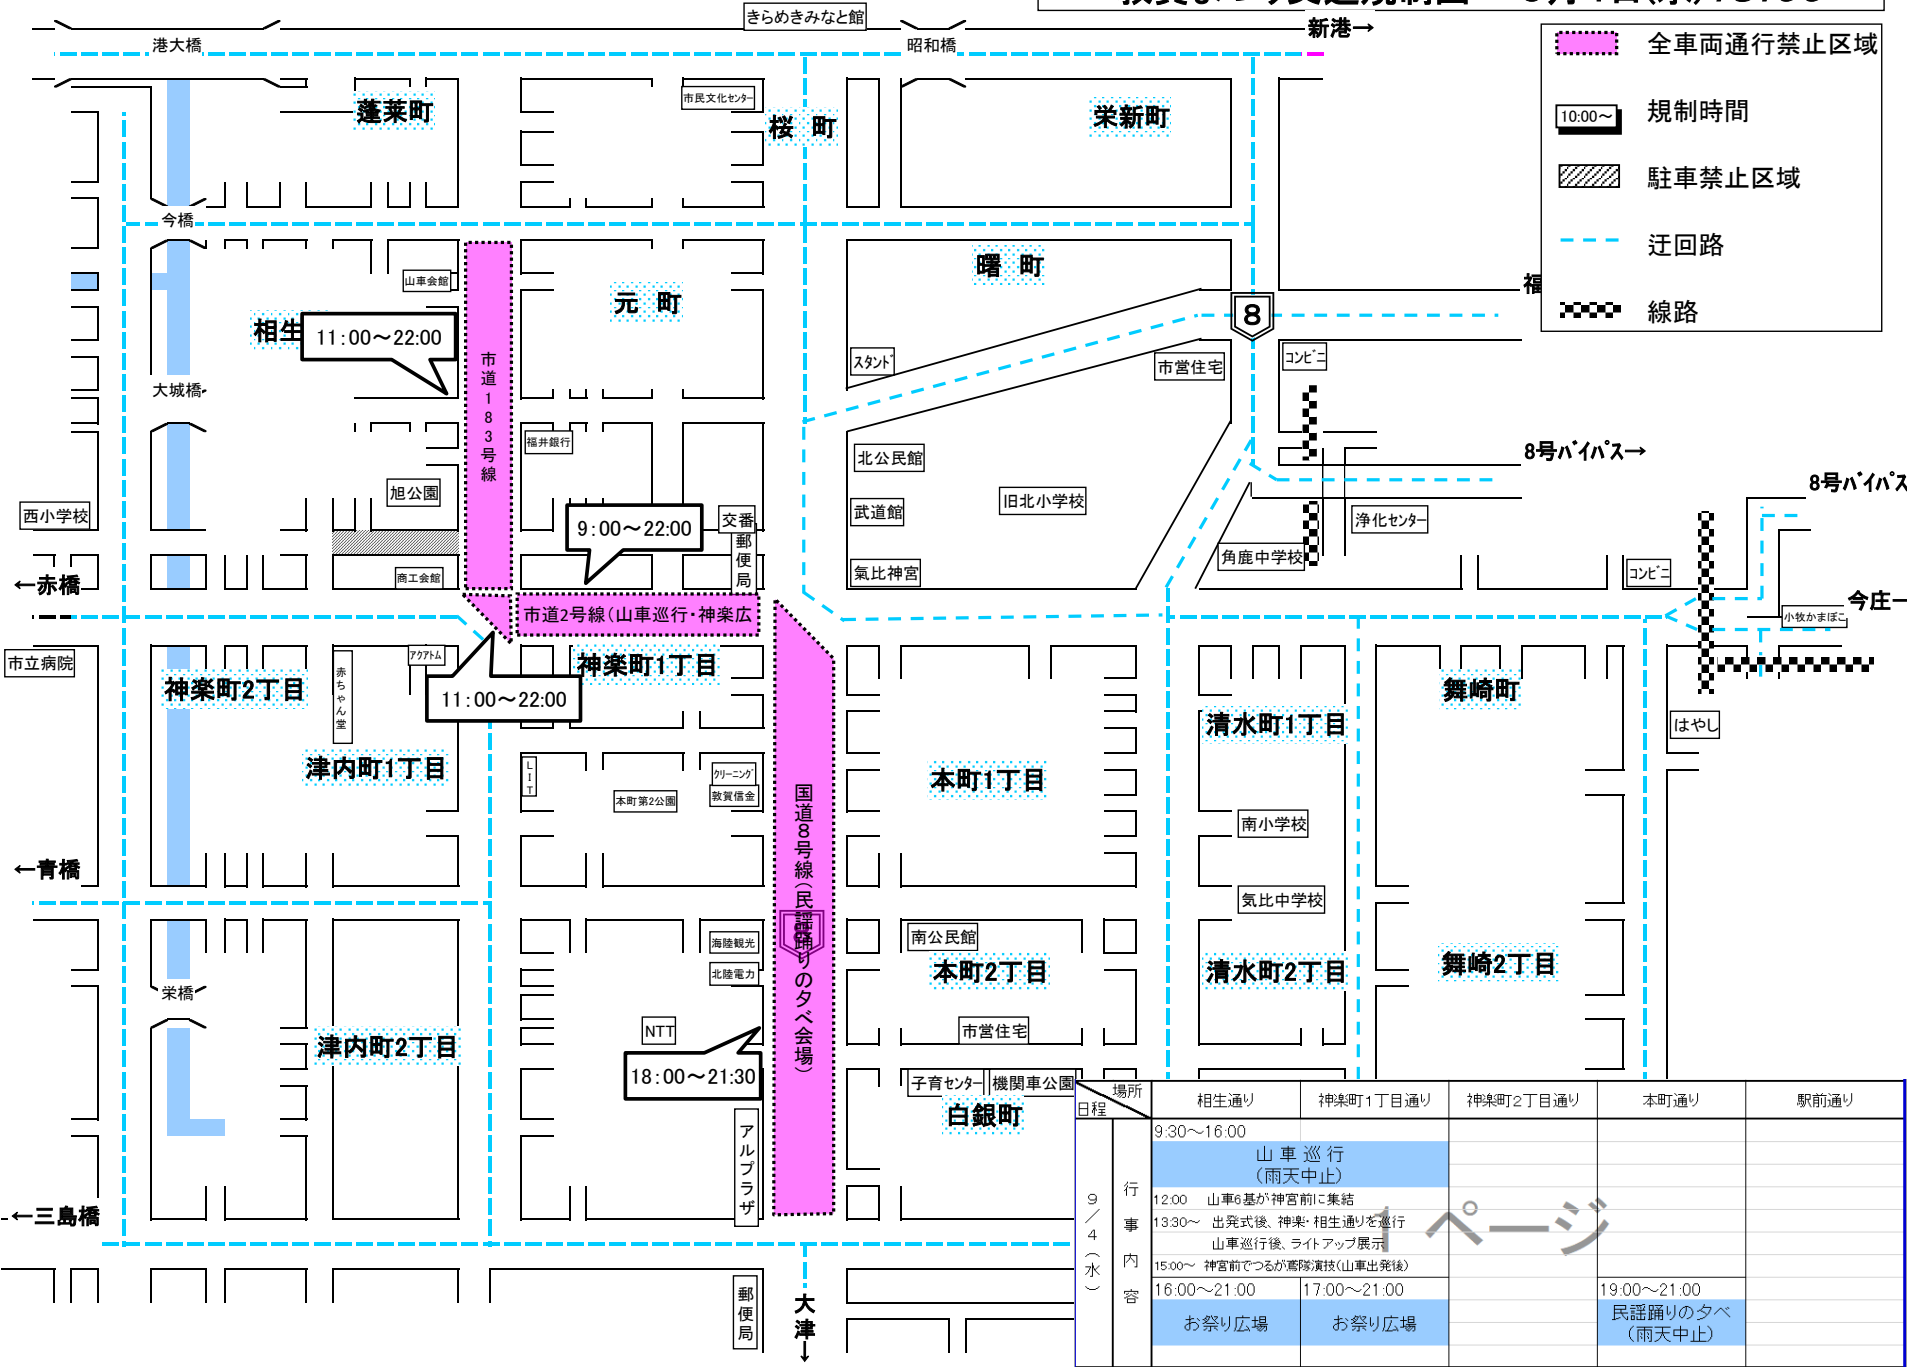 きらめきみなと館
新港→
港大橋
昭和橋
全車両通行禁止区域
10:00～
規制時間
駐車禁止区域
迂回路
線路
蓬莱町
市民文化センター
桜 町
栄新町
今橋
山車会館
元 町
曙 町
福
8
相生
11:00～22:00
市道183号線
スタンド
市営住宅
コンビニ
大城橋
福井銀行
北公民館
8号バイパス→
旭公園
旧北小学校
8号バイパス
西小学校
9:00～22:00
交番
郵便局
武道館
浄化センター
角鹿中学校
氣比神宮
コンビニ
←赤橋
商工会館
今庄
市道2号線(山車巡行・神楽広
小牧かまぼこ
市立病院
アクアトム
赤ちゃん堂
神楽町1丁目
神楽町2丁目
11:00～22:00
舞崎町
清水町1丁目
はやし
津内町1丁目
LIT
クリーニング
敦賀信金
本町第2公園
本町1丁目
国道8号線(民謡踊りの夕べ会場)
南小学校
←青橋
気比中学校
海陸観光
南公民館
北陸電力
本町2丁目
清水町2丁目
舞崎2丁目
栄橋
NTT
市営住宅
津内町2丁目
18:00～21:30
子育センター
機関車公園
白銀町
アルプラザ
←三島橋
郵便局
大津↓
場所
日程
相生通り
神楽町1丁目通り
神楽町2丁目通り
本町通り
駅前通り
9/4(水)
行事内容
9:30～16:00
山車巡行
(雨天中止)
12:00 山車6基が神宮前に集結
13:30～ 出発式後、神楽・相生通りを巡行
山車巡行後、ライトアップ展示
15:00～ 神宮前でつるが鳶隊演技(山車出発後)
1 ページ
16:00～21:00
17:00～21:00
19:00～21:00
お祭り広場
お祭り広場
民謡踊りの夕べ
(雨天中止)